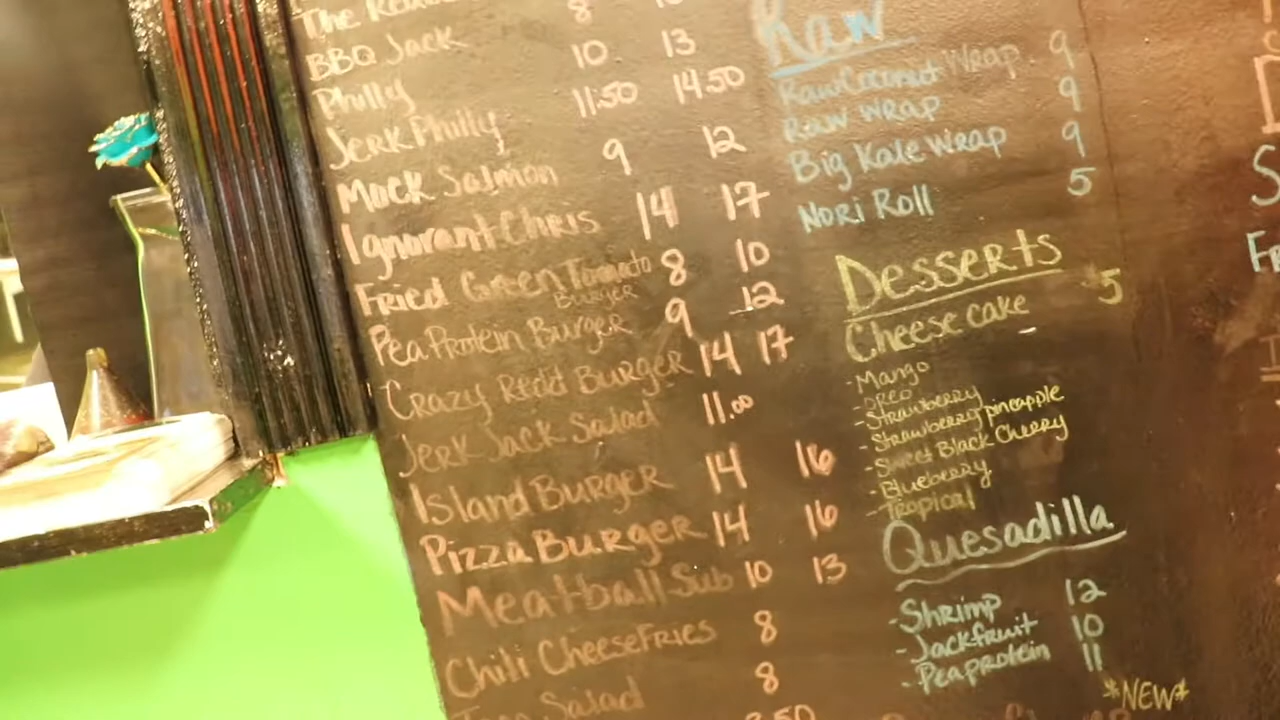 The
8
BBQ Jack 10 13
Philly 11.50 14.50
Jerk Philly
Mock Salmon 9 12
Ignorant Chris 14 17
Fried Green Tomato Burger 8 10
Pea Protein Burger 9 12
Crazy Redd Burger 14 17
Jerk Jack Salad 11.00
Island Burger 14 16
Pizza Burger 14 16
Meatball Sub 10 13
Chili Cheese Fries 8
Salad 8
Raw
Raw Coconut Wrap 9
Raw Wrap 9
Big Kale Wrap 9
Nori Roll 5
Desserts
Cheese cake 5
-Mango
-oreo
-Strawberry
-Strawberry pineapple
-Sweet Black Cherry
-Blueberry
-Tropical
Quesadilla
-Shrimp 12
-Jackfruit 10
-Peaprotein 11
*NEW*